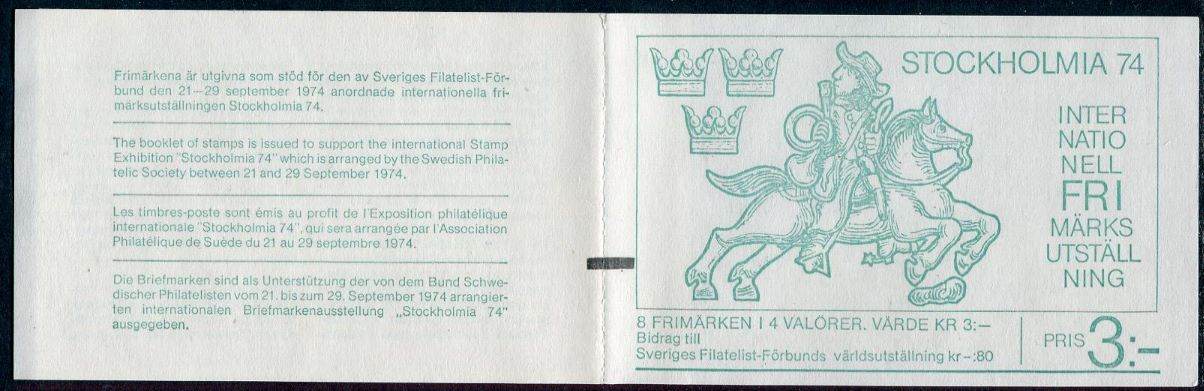 Frimärkena är utgivna som stöd för den av Sveriges Filatelist-För-
bund den 21–29 september 1974 anordnade internationella fri-
märksutställningen Stockholmia 74.
The booklet of stamps is issued to support the international Stamp
Exhibition "Stockholmia 74" which is arranged by the Swedish Phila-
telic Society between 21 and 29 September 1974.
Les timbres-poste sont émis au profit de l'Exposition philatélique
internationale "Stockholmia 74", qui sera arrangée par l'Association
Philatélique de Suéde du 21 au 29 septembre 1974.
Die Briefmarken sind als Unterstützung der von dem Bund Schwe-
discher Philatelisten vom 21. bis zum 29. September 1974 arrangier-
ten internationalen Briefmarkenausstellung „Stockholmia 74"
ausgegeben.
STOCKHOLMIA 74
INTER
NATIO
NELL
FRI
MÄRKS
UTSTÄLL
NING
8 FRIMÄRKEN I 4 VALÖRER. VÄRDE KR 3:–
Bidrag till
Sveriges Filatelist-Förbunds världsutställning kr –:80
PRIS 3:–